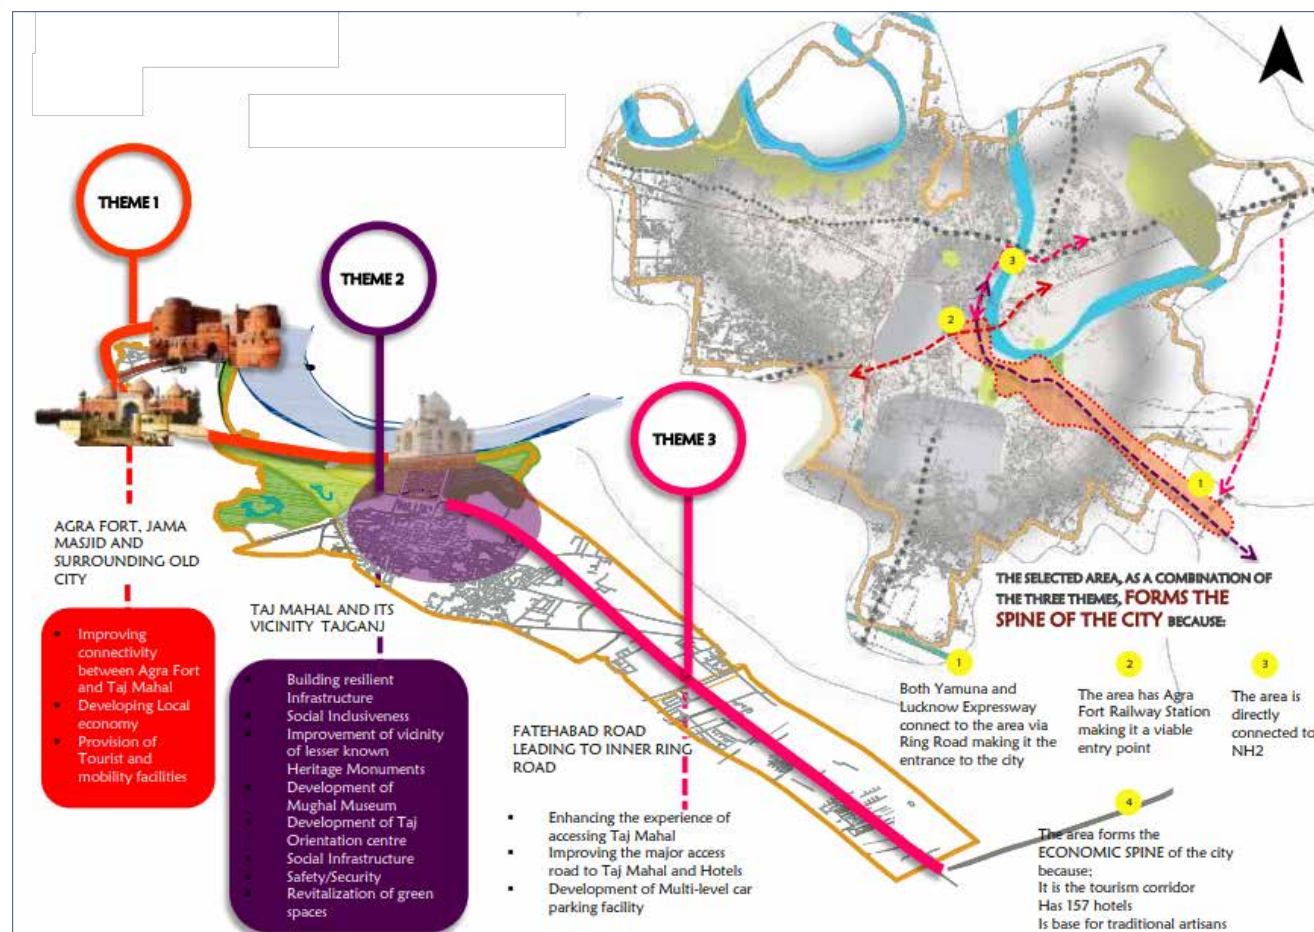 THEME 1
THEME 2
THEME 3
AGRA FORT, JAMA
MASJID AND
SURROUNDING OLD
CITY
▪ Improving
connectivity
between Agra Fort
and Taj Mahal
▪ Developing Local
economy
▪ Provision of
Tourist and
mobility facilities
TAJ MAHAL AND ITS
VICINITY TAJGANJ
▪ Building resilient
Infrastructure
▪ Social Inclusiveness
▪ Improvement of vicinity
of lesser known
Heritage Monuments
▪ Development of
Mughal Museum
▪ Development of Taj
Orientation centre
▪ Social Infrastructure
▪ Safety/Security
▪ Revitalization of green
spaces
FATEHABAD ROAD
LEADING TO INNER RING
ROAD
▪ Enhancing the experience of
accessing Taj Mahal
▪ Improving the major access
road to Taj Mahal and Hotels
▪ Development of Multi-level car
parking facility
3
2
1
THE SELECTED AREA, AS A COMBINATION OF
THE THREE THEMES, FORMS THE
SPINE OF THE CITY BECAUSE:
1
Both Yamuna and
Lucknow Expressway
connect to the area via
Ring Road making it the
entrance to the city
2
The area has Agra
Fort Railway Station
making it a viable
entry point
3
The area is
directly
connected to
NH2
4
The area forms the
ECONOMIC SPINE of the city
because;
It is the tourism corridor
Has 157 hotels
Is base for traditional artisans